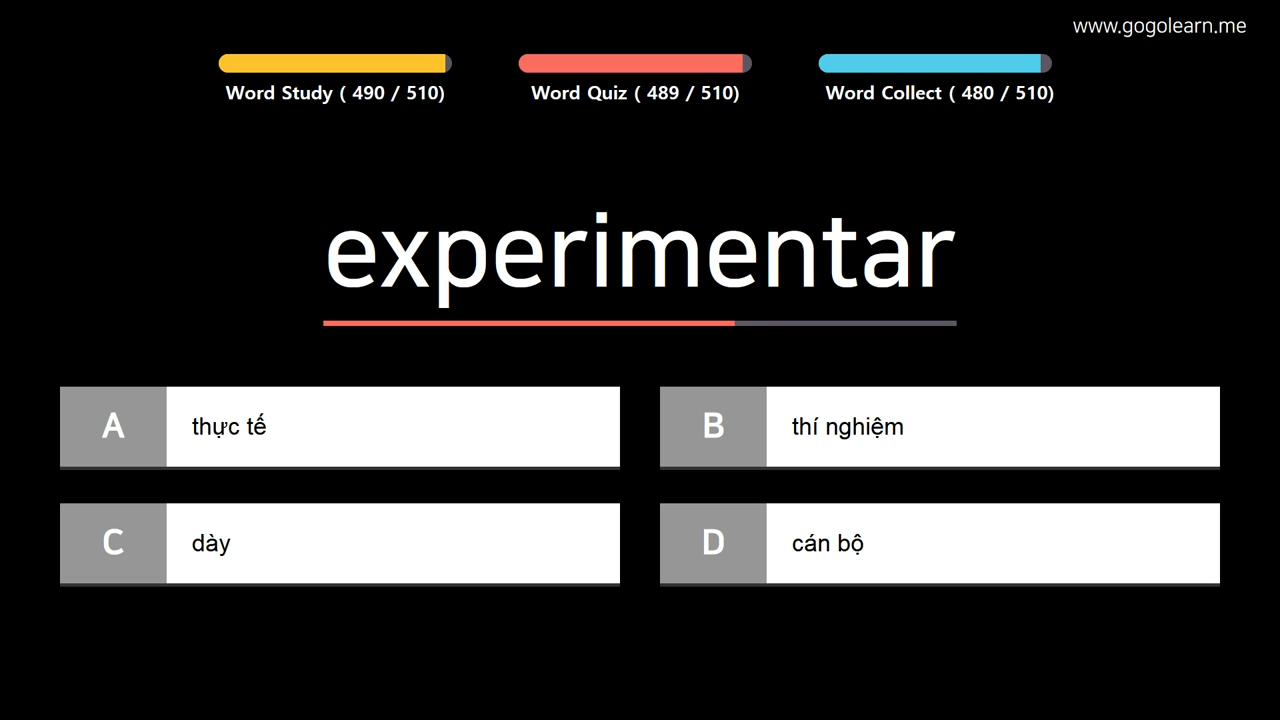 www.gogolearn.me
Word Study ( 490 / 510)
Word Quiz ( 489 / 510)
Word Collect ( 480 / 510)
experimentar
A thực tế
B thí nghiệm
C dày
D cán bộ